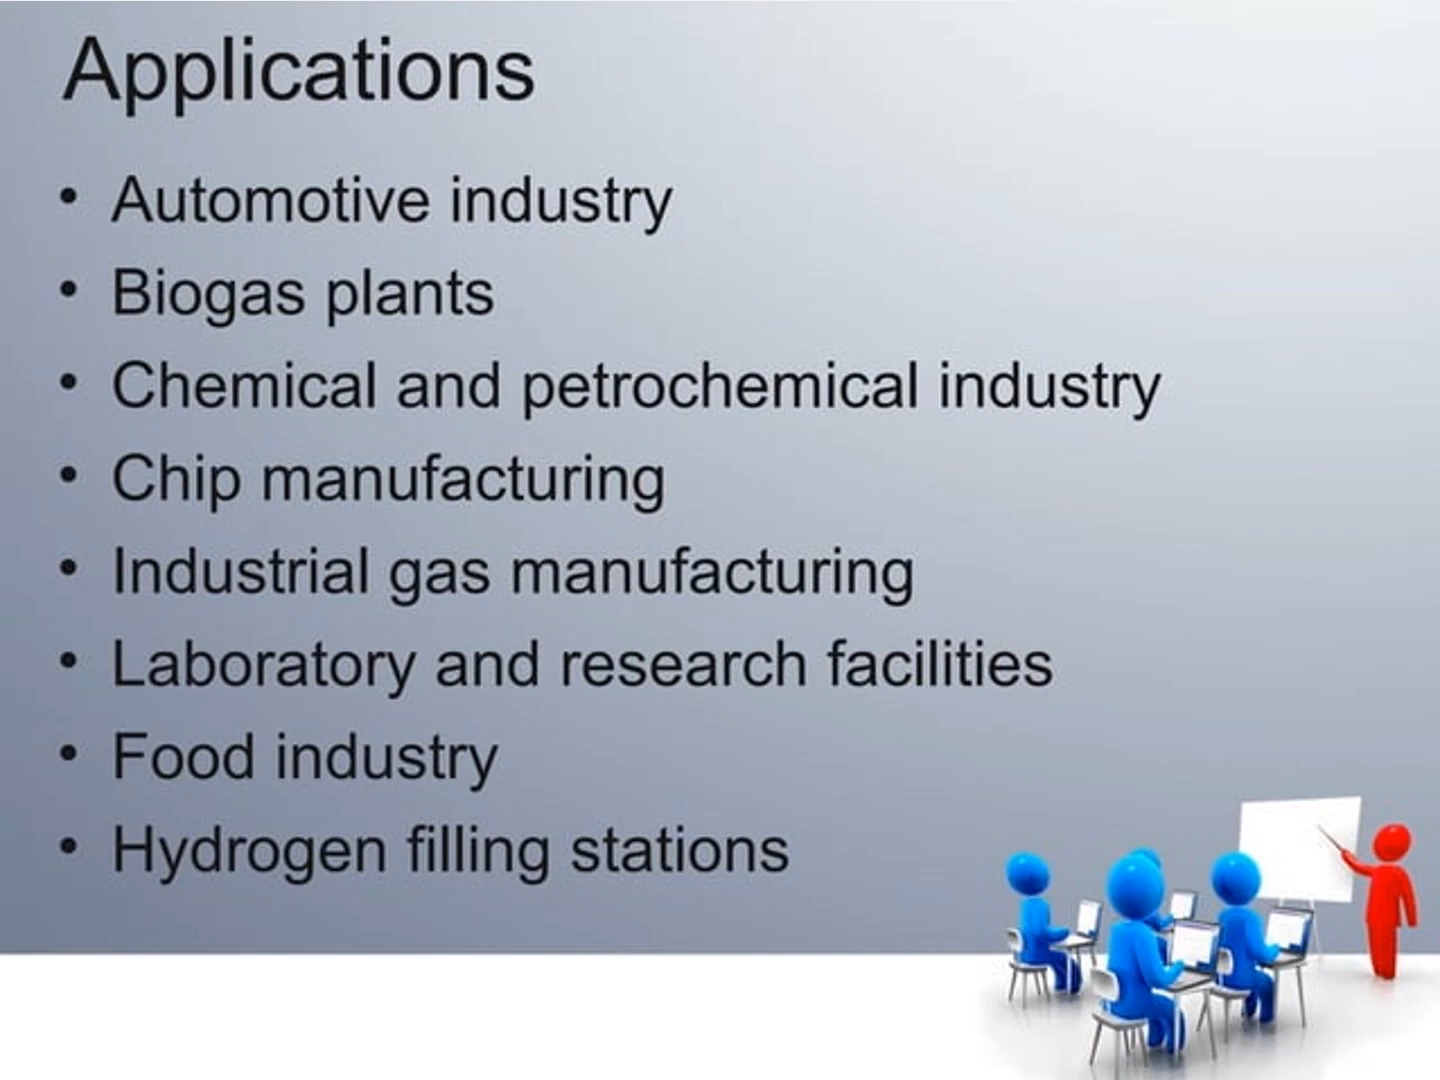 Applications
• Automotive industry
• Biogas plants
• Chemical and petrochemical industry
• Chip manufacturing
• Industrial gas manufacturing
• Laboratory and research facilities
• Food industry
• Hydrogen filling stations